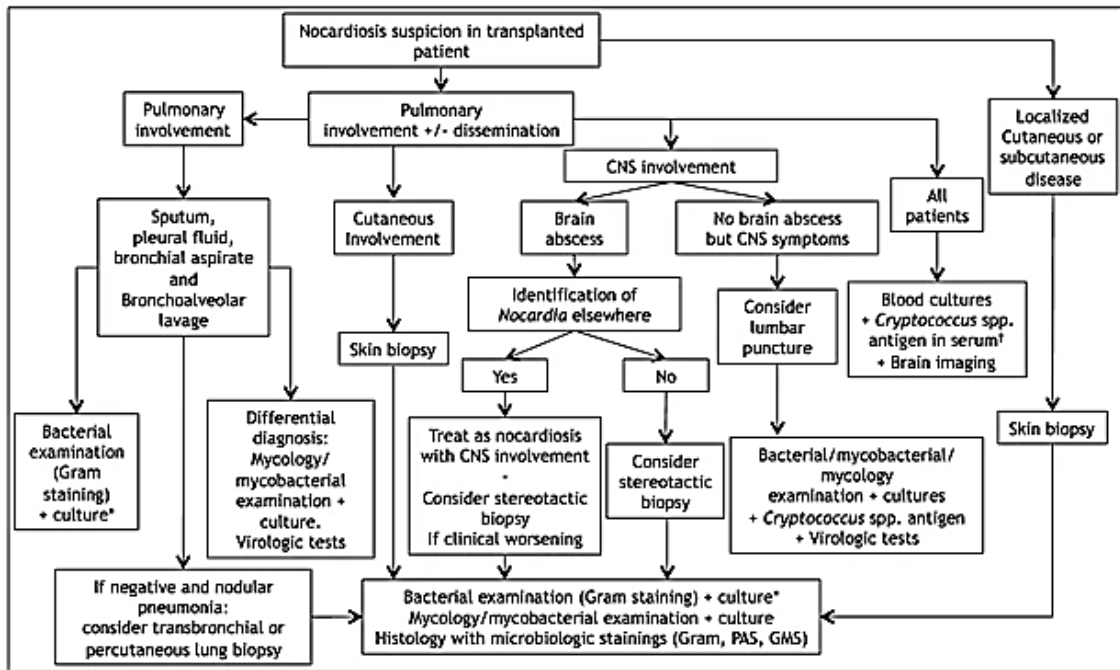 Nocardiosis suspicion in transplanted
patient
Pulmonary
involvement
Pulmonary
involvement +/- dissemination
Localized
Cutaneous or
subcutaneous
disease
CNS involvement
All
patients
Sputum,
pleural fluid,
bronchial aspirate
and
Bronchoalveolar
lavage
Cutaneous
Involvement
Brain
abscess
No brain abscess
but CNS symptoms
Identification of
Nocardia elsewhere
Consider
lumbar
puncture
Blood cultures
+ Cryptococcus spp.
antigen in serum†
+ Brain imaging
Skin biopsy
Yes
No
Bacterial
examination
(Gram
staining)
+ culture*
Differential
diagnosis:
Mycology/
mycobacterial
examination +
culture.
Virologic tests
Treat as nocardiosis
with CNS involvement
-
Consider stereotactic
biopsy
If clinical worsening
Consider
stereotactic
biopsy
Bacterial/mycobacterial/
mycology
examination + cultures
+ Cryptococcus spp. antigen
+ Virologic tests
Skin biopsy
If negative and nodular
pneumonia:
consider transbronchial or
percutaneous lung biopsy
Bacterial examination (Gram staining) + culture*
Mycology/mycobacterial examination + culture
Histology with microbiologic stainings (Gram, PAS, GMS)